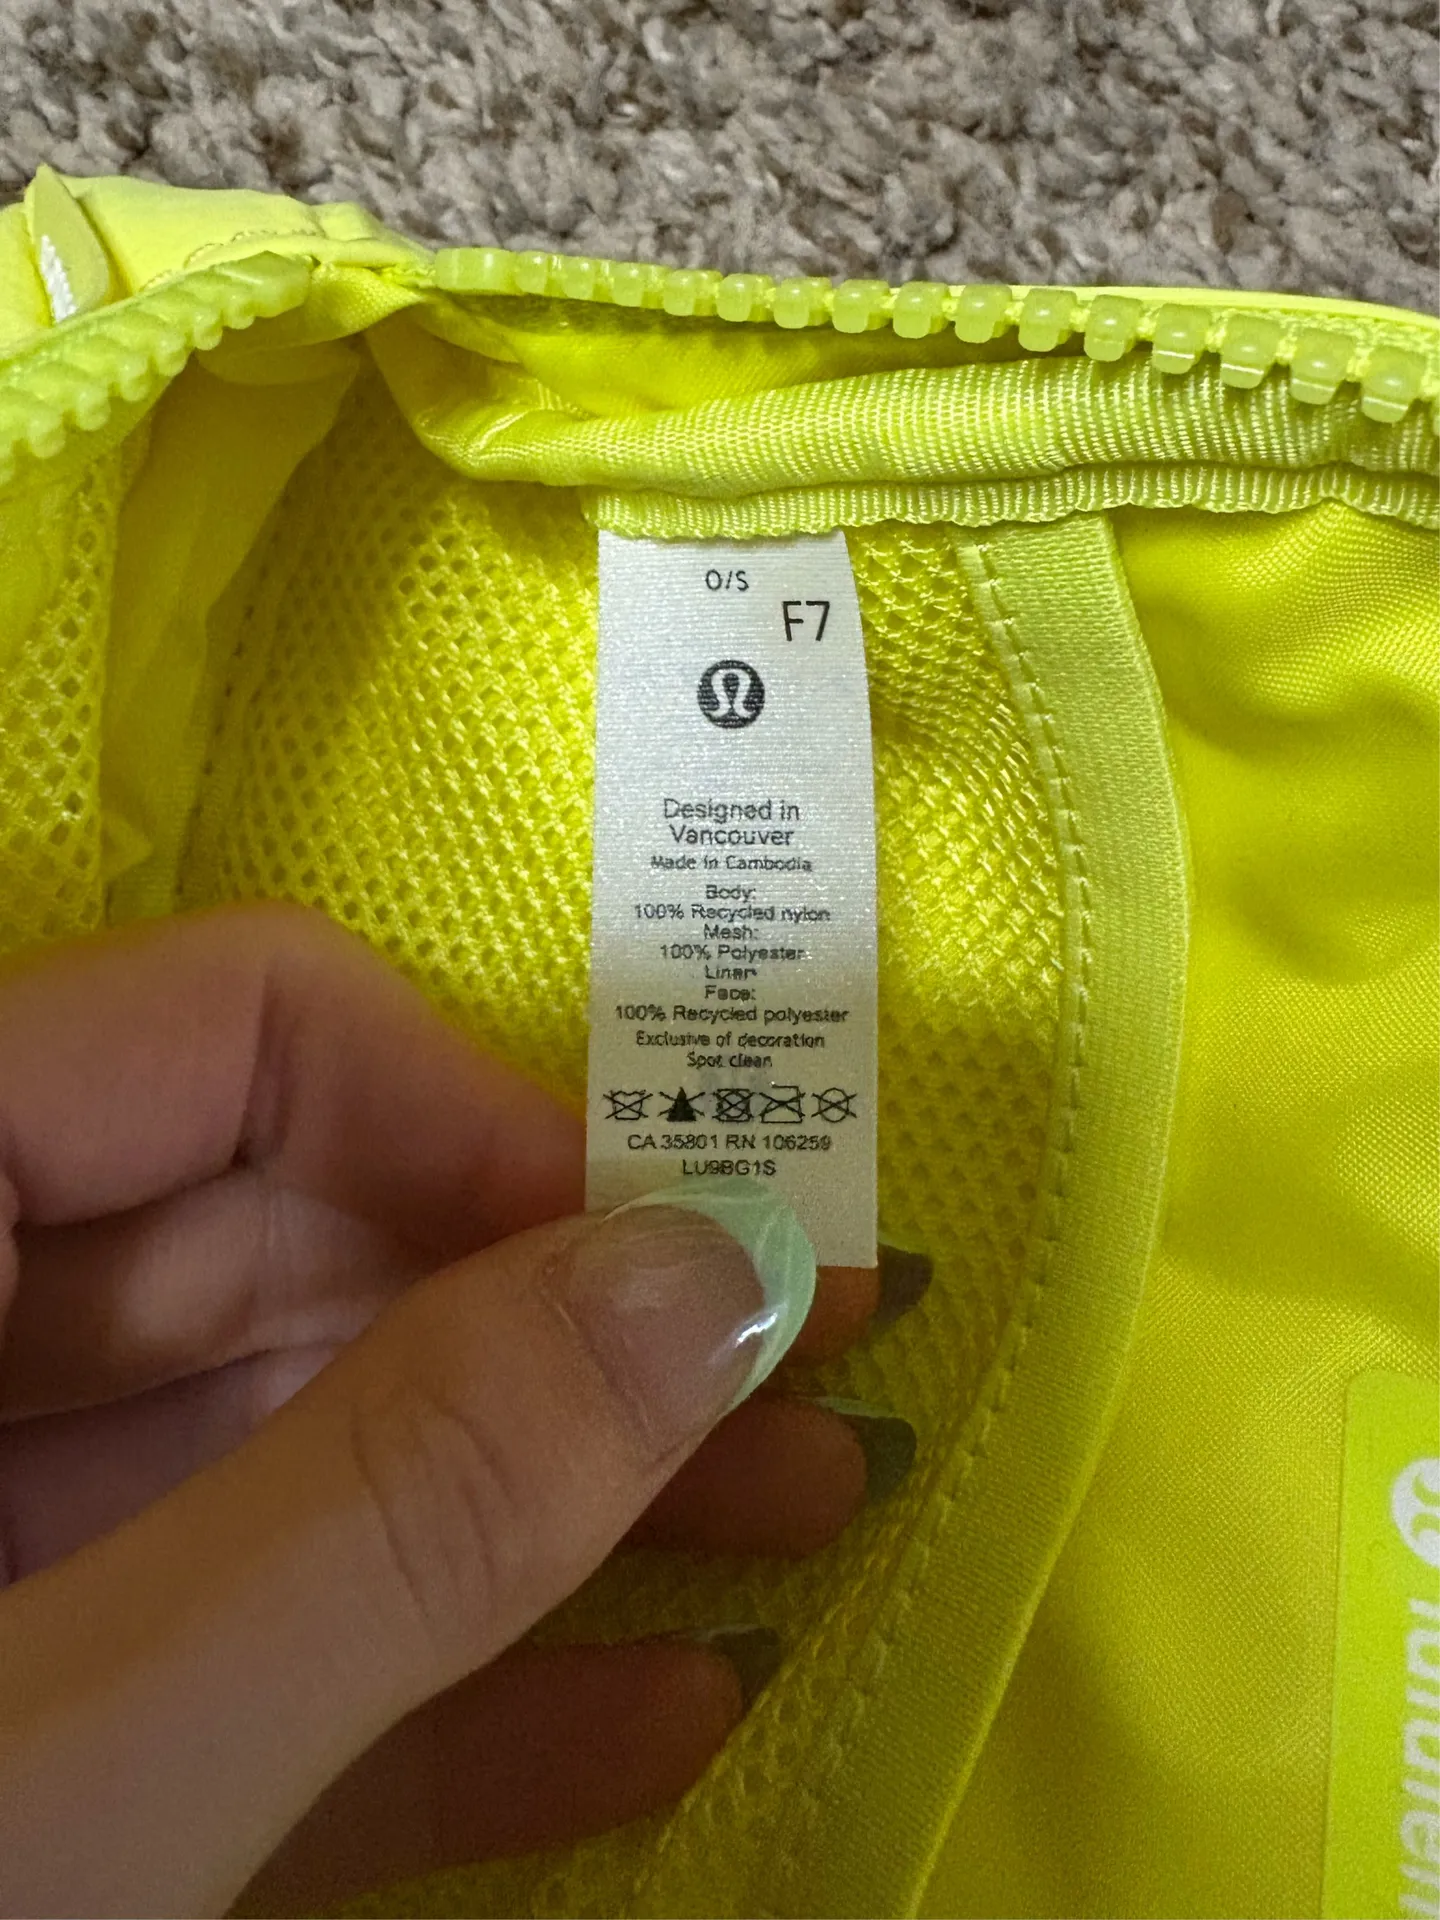 O/S
F7
Designed in
Vancouver
Made in Cambodia
Body:
100% Recycled nylon
Mesh:
100% Polyester
Liner
Face:
100% Recycled polyester
Exclusive of decoration
Spot clean
CA 35801 RN 106259
LU9BG1S
lululem